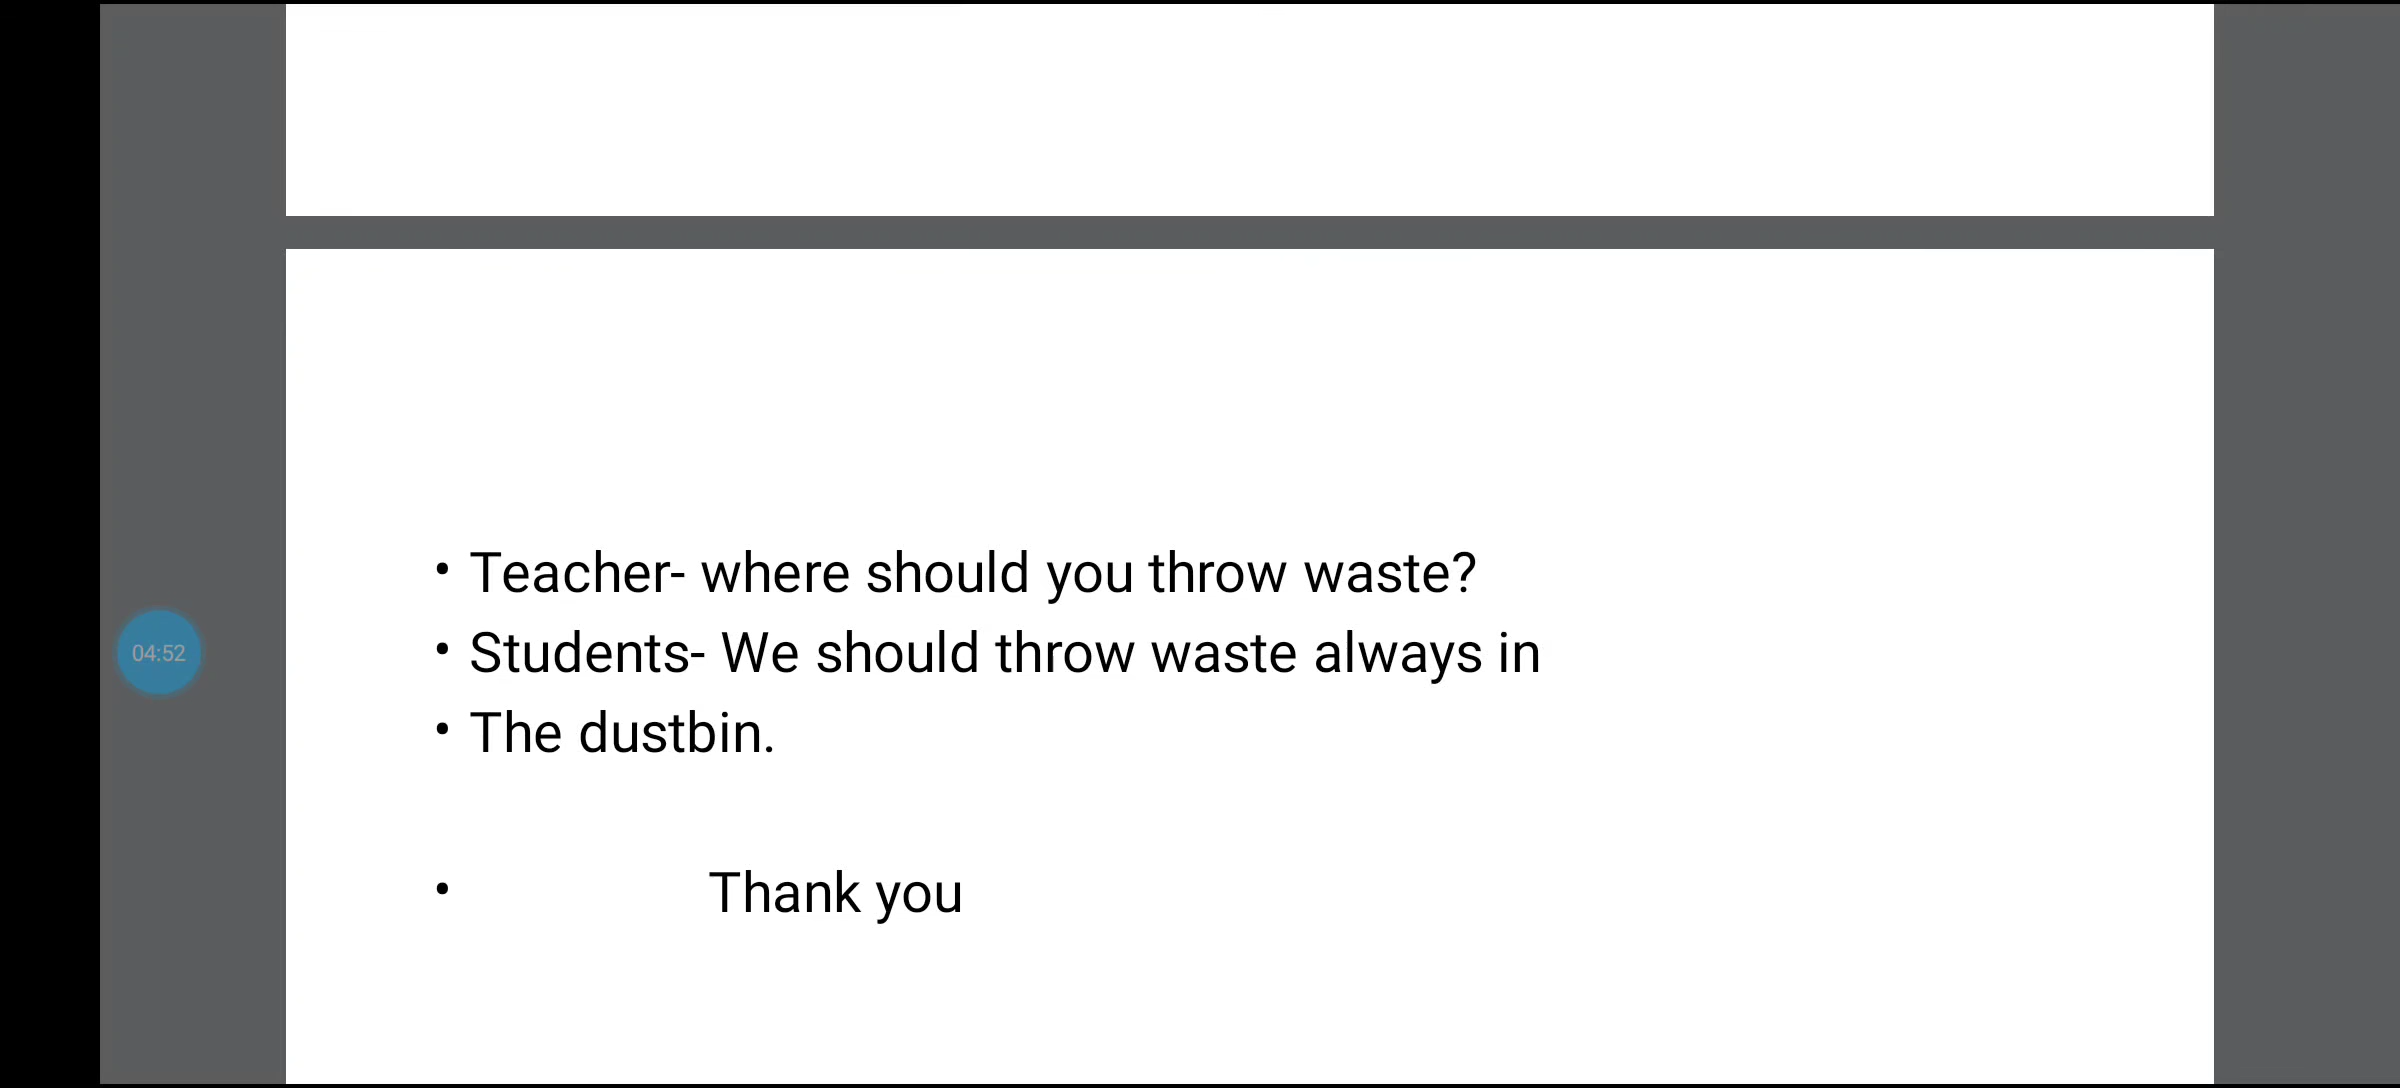 • Teacher- where should you throw waste?
• Students- We should throw waste always in
• The dustbin.
04:52
• Thank you